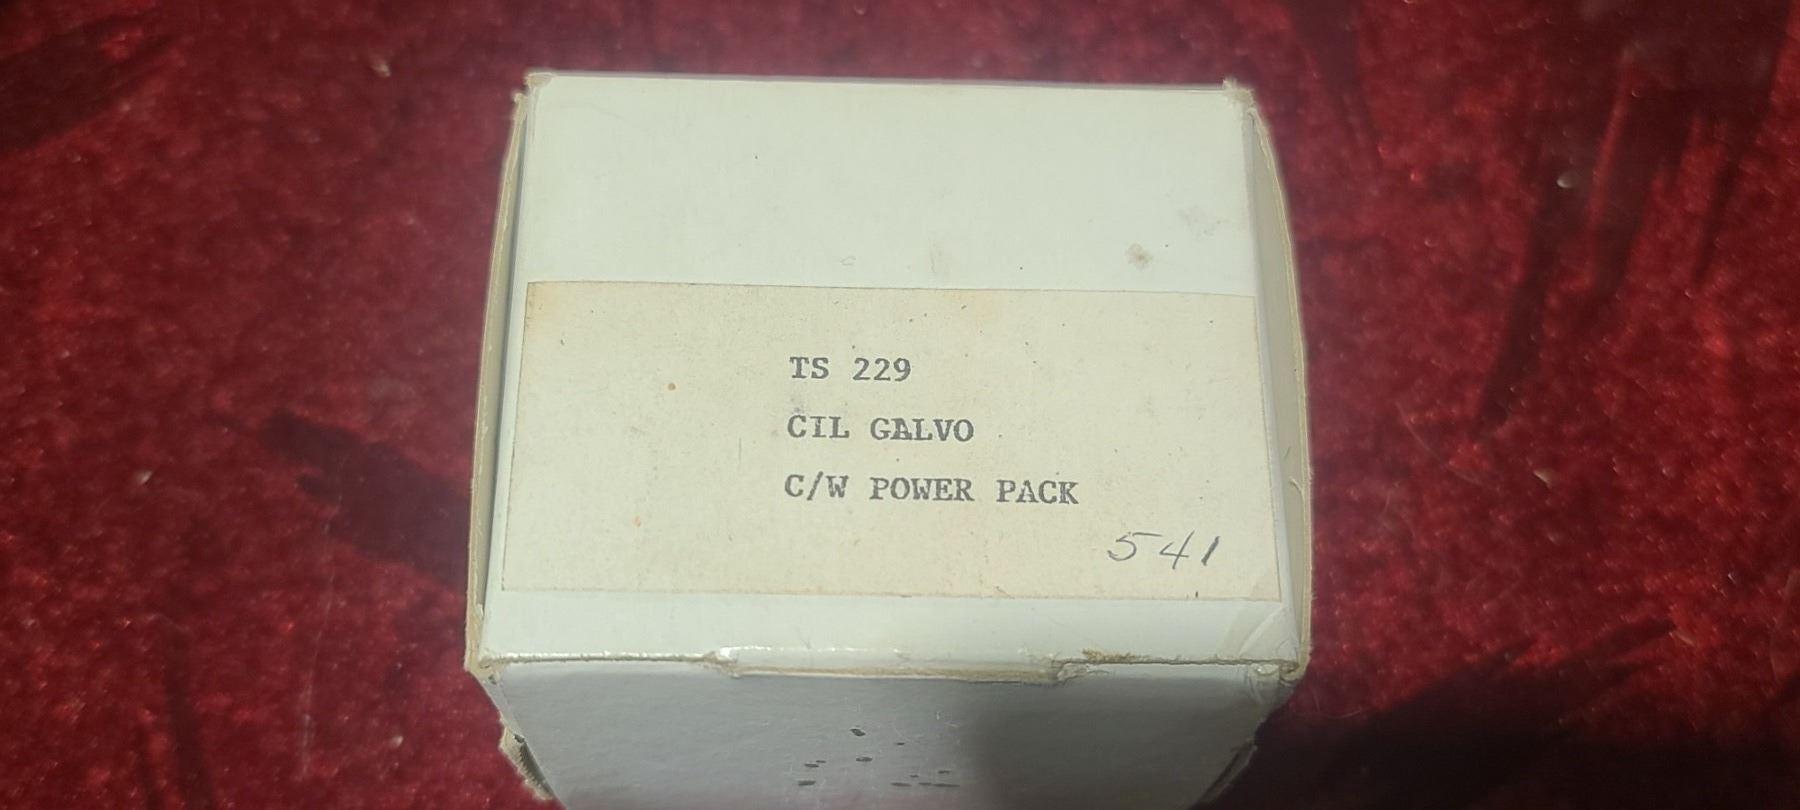 TS 229
CIL GALVO
C/W POWER PACK
541